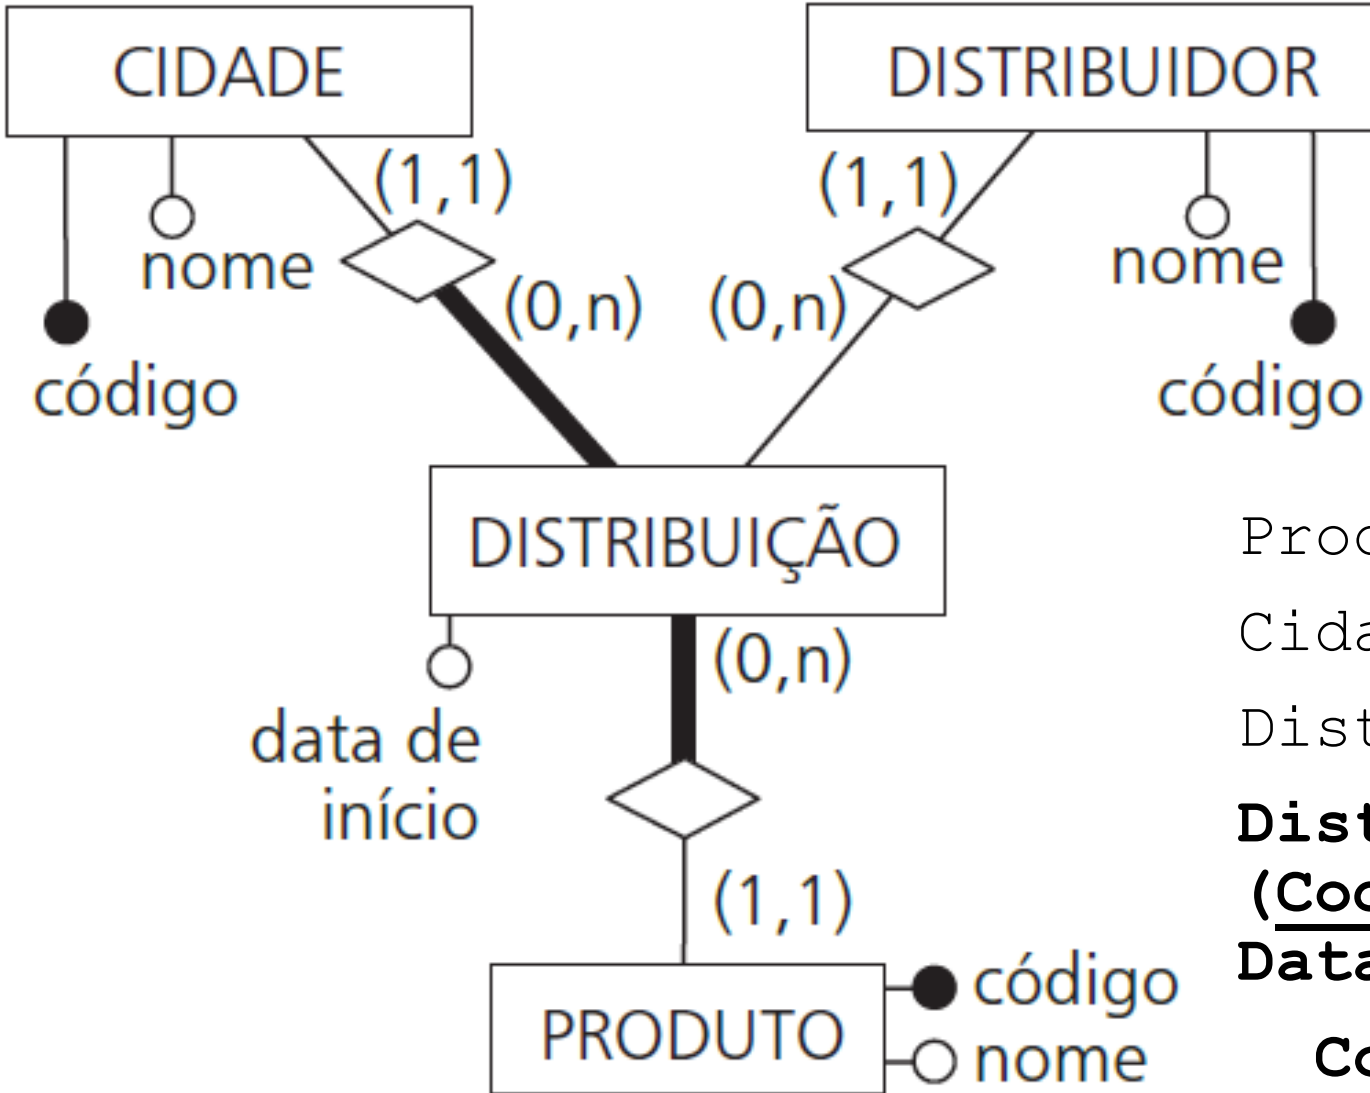 CIDADE
DISTRIBUIDOR
(1,1)
(1,1)
nome
nome
(0,n)
(0,n)
código
código
DISTRIBUIÇÃO
(0,n)
data de
início
(1,1)
código
PRODUTO
nome